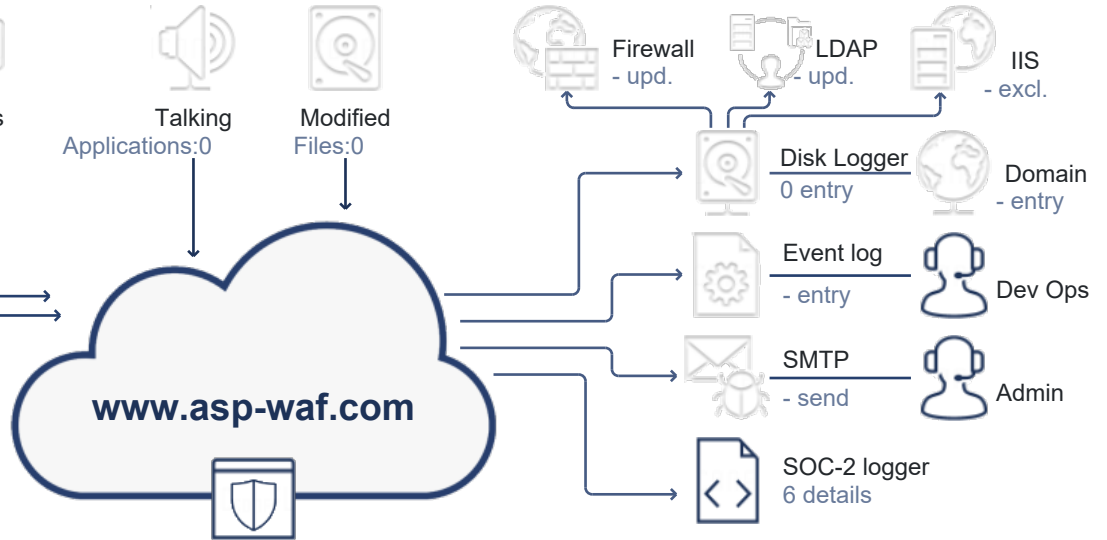 Firewall
- upd.
LDAP
- upd.
IIS
- excl.
s
Talking
Applications:0
Modified
Files:0
Disk Logger
0 entry
Domain
- entry
Event log
- entry
Dev Ops
SMTP
- send
Admin
www.asp-waf.com
SOC-2 logger
6 details